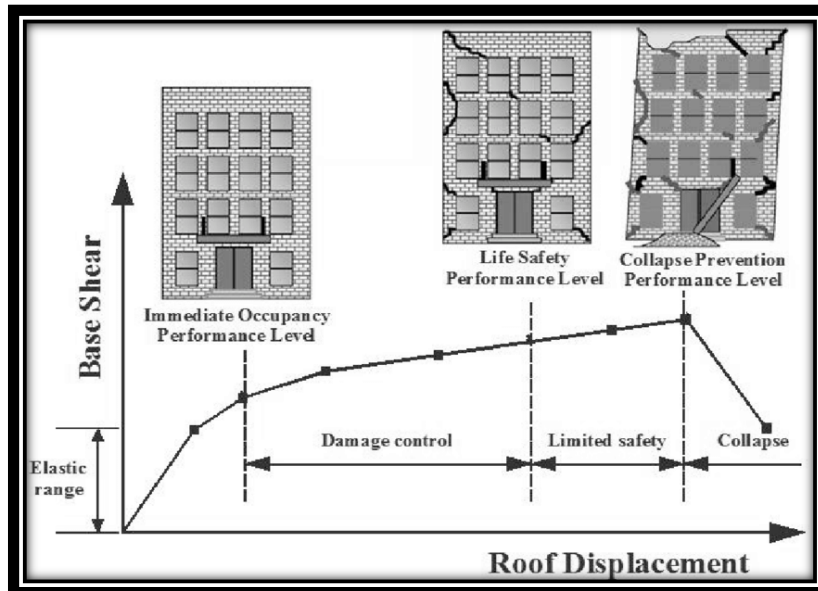 Life Safety
Performance Level
Collapse Prevention
Performance Level
Immediate Occupancy
Performance Level
Base Shear
Damage control
Limited safety
Collapse
Elastic
range
Roof Displacement